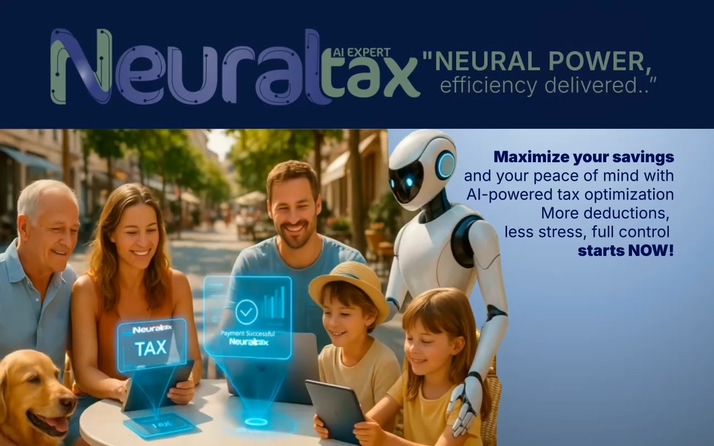 Neuraltax
AI EXPERT
"NEURAL POWER,
efficiency delivered.."
Maximize your savings
and your peace of mind with
AI-powered tax optimization
More deductions,
less stress, full control
starts NOW!
Neuraltax
TAX
Tax
Payment Successful
Neuraltax